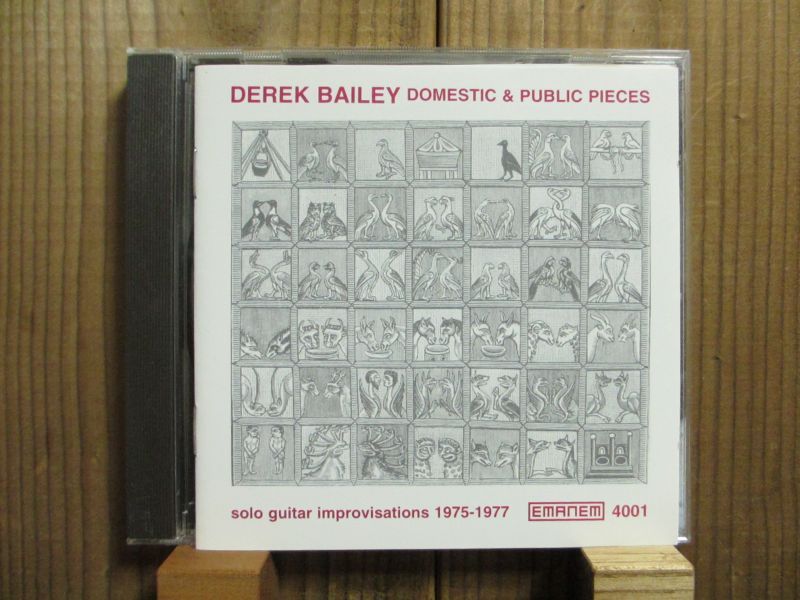 DEREK BAILEY DOMESTIC & PUBLIC PIECES
solo guitar improvisations 1975-1977 EMANEM 4001